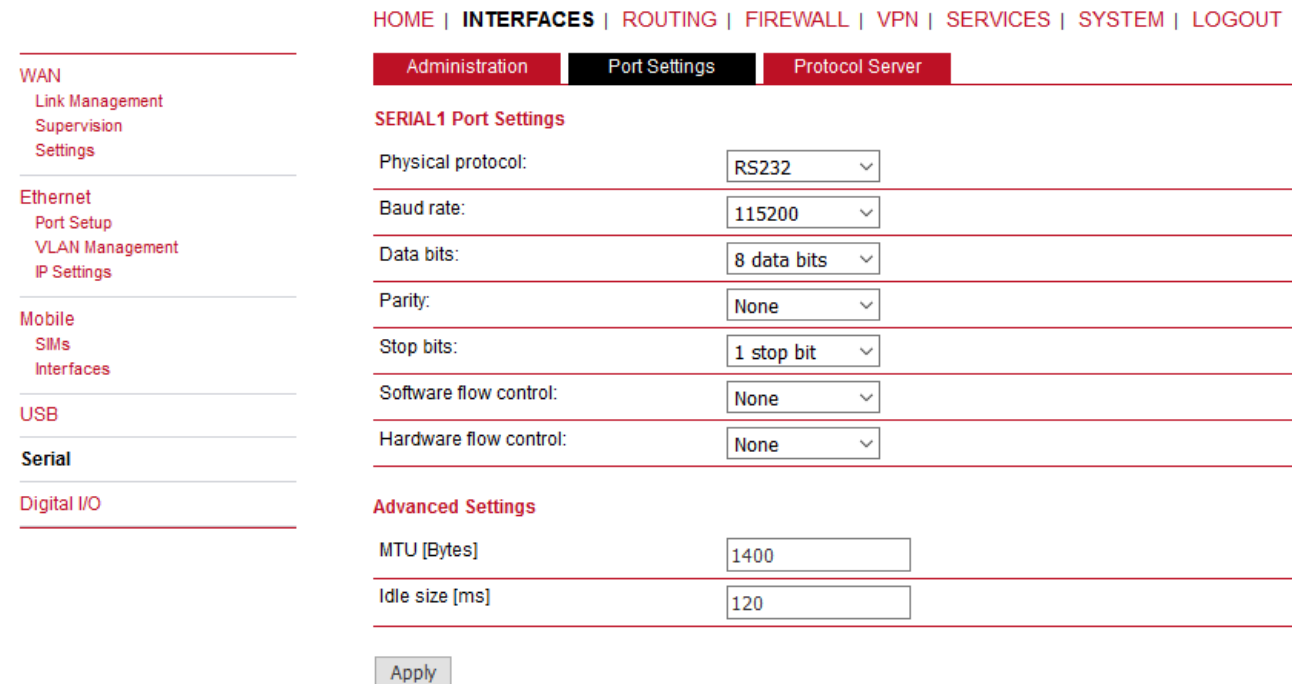 HOME | INTERFACES | ROUTING | FIREWALL | VPN | SERVICES | SYSTEM | LOGOUT
WAN
Link Management
Supervision
Settings
Ethernet
Port Setup
VLAN Management
IP Settings
Mobile
SIMs
Interfaces
USB
Serial
Digital I/O
Administration Port Settings Protocol Server
SERIAL1 Port Settings
Physical protocol: RS232
Baud rate: 115200
Data bits: 8 data bits
Parity: None
Stop bits: 1 stop bit
Software flow control: None
Hardware flow control: None
Advanced Settings
MTU [Bytes] 1400
Idle size [ms] 120
Apply